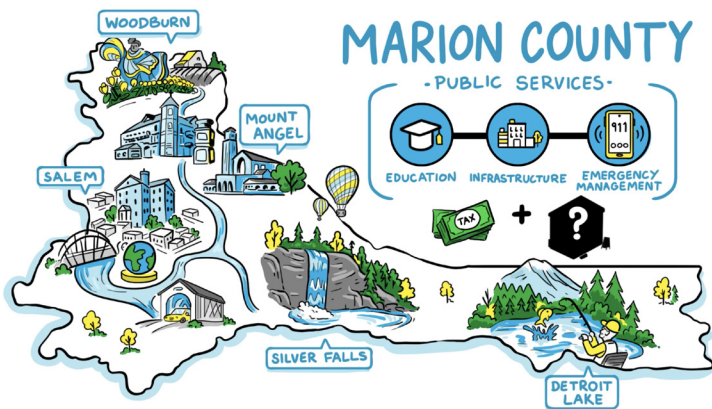 WOODBURN
MARION COUNTY
- PUBLIC SERVICES -
MOUNT
ANGEL
911
EDUCATION
INFRASTRUCTURE
EMERGENCY
MANAGEMENT
SALEM
TAX
+
?
SILVER FALLS
DETROIT
LAKE